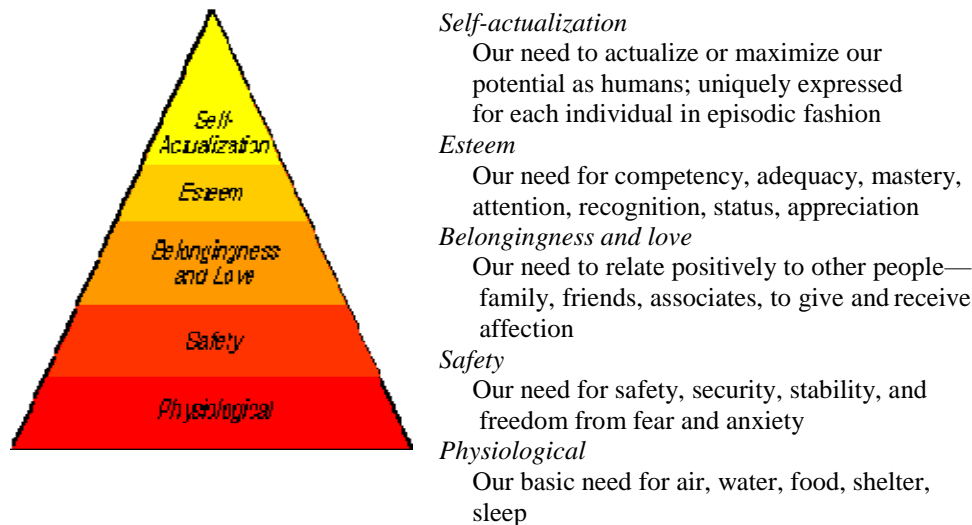 Self-
Actualization
Esteem
Belongingness
and Love
Safety
Physiological
Self-actualization
Our need to actualize or maximize our
potential as humans; uniquely expressed
for each individual in episodic fashion
Esteem
Our need for competency, adequacy, mastery,
attention, recognition, status, appreciation
Belongingness and love
Our need to relate positively to other people—
family, friends, associates, to give and receive
affection
Safety
Our need for safety, security, stability, and
freedom from fear and anxiety
Physiological
Our basic need for air, water, food, shelter,
sleep